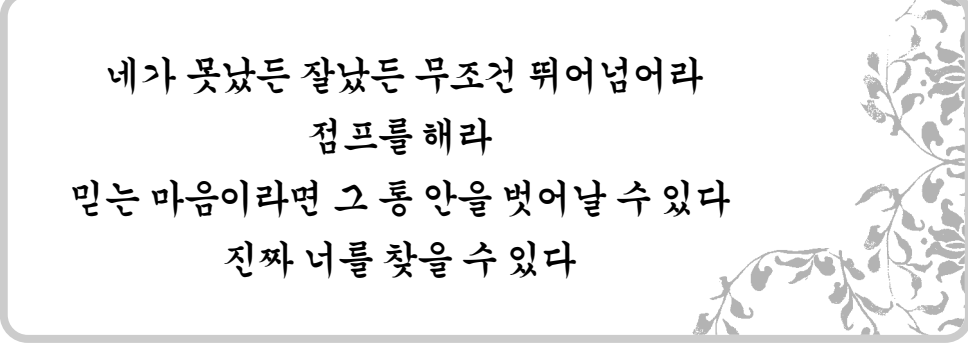 네가 못났든 잘났든 무조건 뛰어넘어라
점프를 해라
믿는 마음이라면 그 통 안을 벗어날 수 있다
진짜 너를 찾을 수 있다